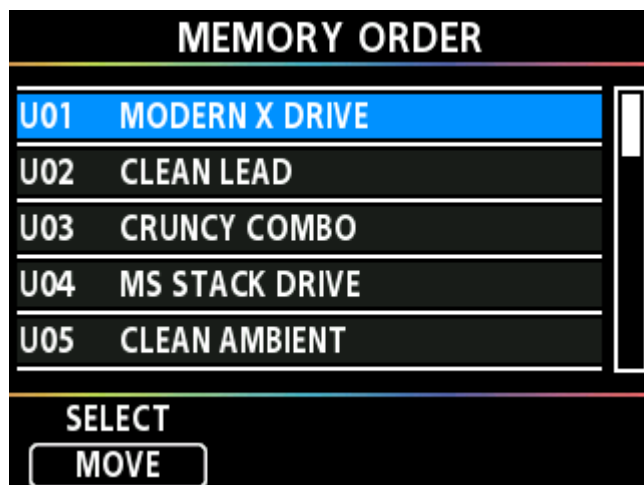 MEMORY ORDER
U01 MODERN X DRIVE
U02 CLEAN LEAD
U03 CRUNCY COMBO
U04 MS STACK DRIVE
U05 CLEAN AMBIENT
SELECT
MOVE